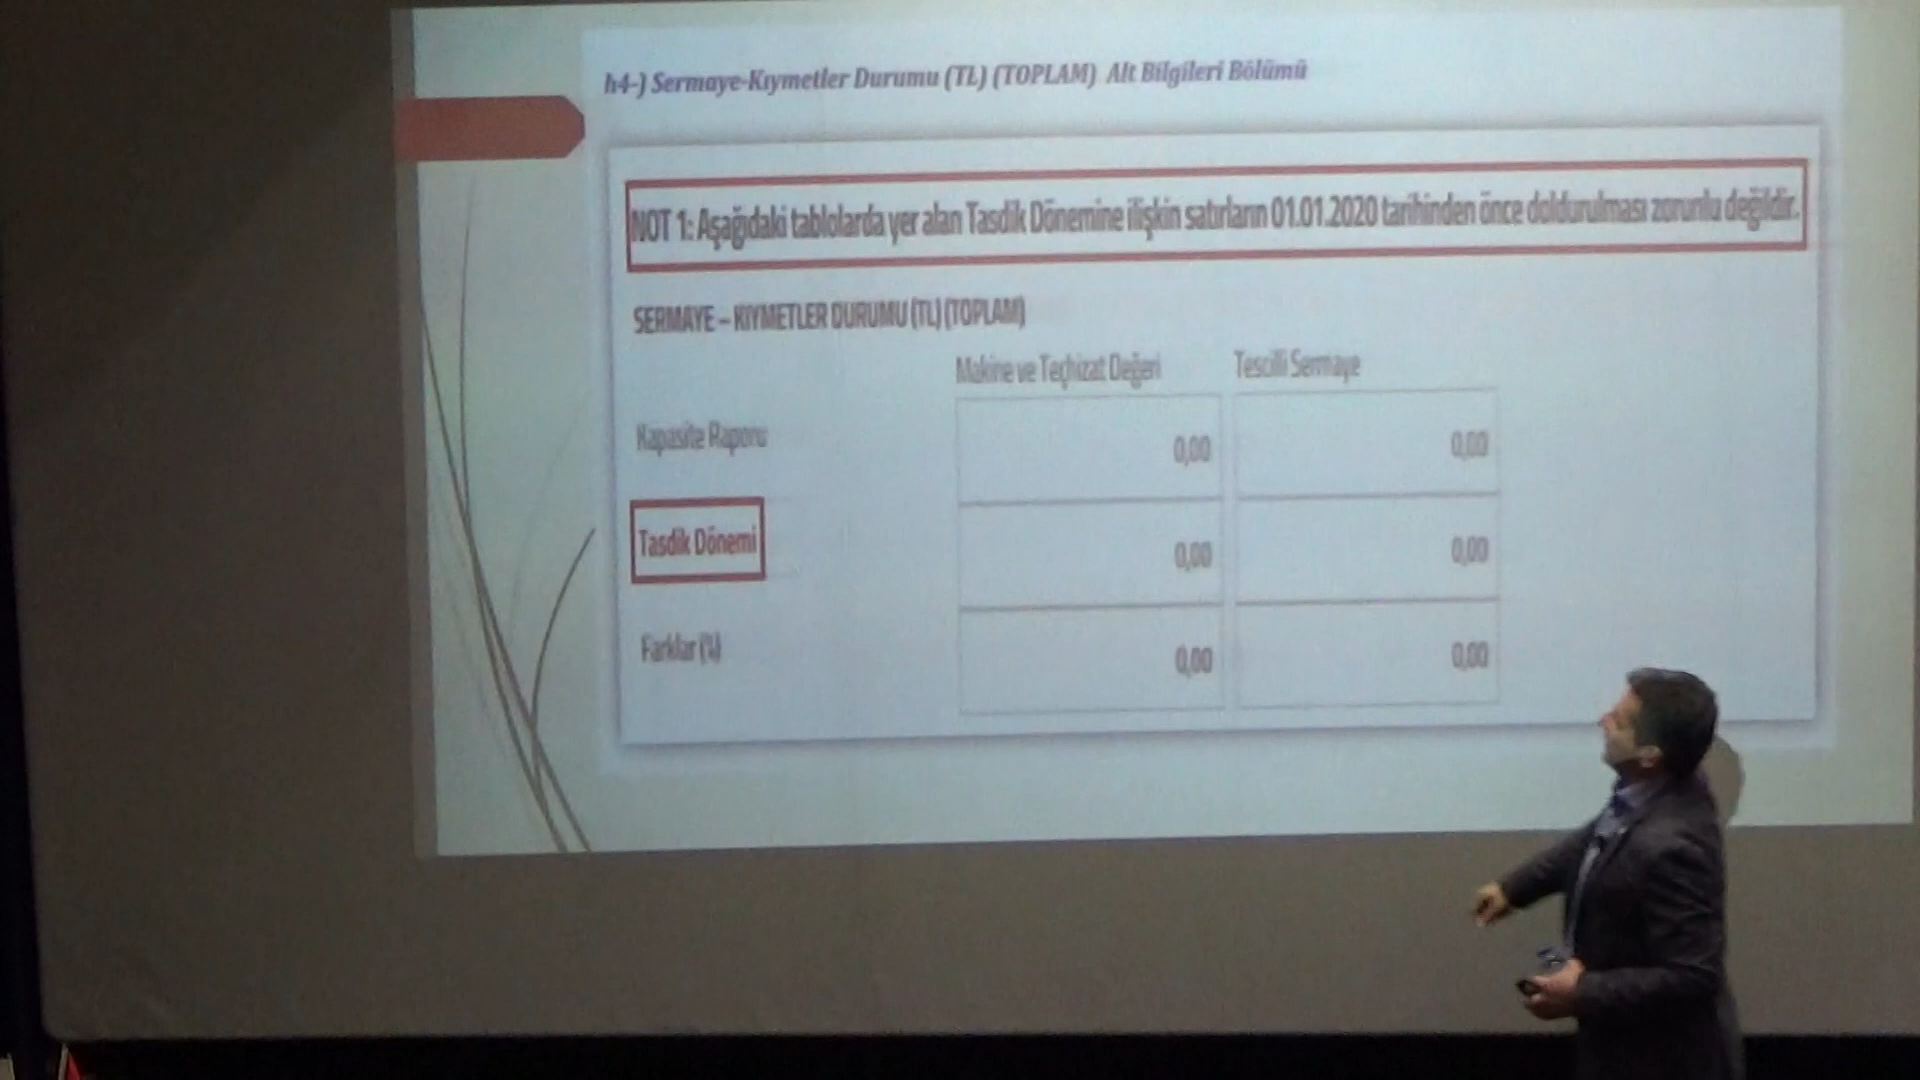 h4-) Sermaye-Kıymetler Durumu (TL) (TOPLAM) Alt Bilgileri Bölümü
NOT 1: Aşağıdaki tablolarda yer alan Tasdik Dönemine ilişkin satırların 01.01.2020 tarihinden önce doldurulması zorunlu değildir.
SERMAYE – KIYMETLER DURUMU (TL) (TOPLAM)
Makine ve Teçhizat Değeri Tescilli Sermaye
Kapasite Raporu 0,00 0,00
Tasdik Dönemi 0,00 0,00
Farklar (%) 0,00 0,00